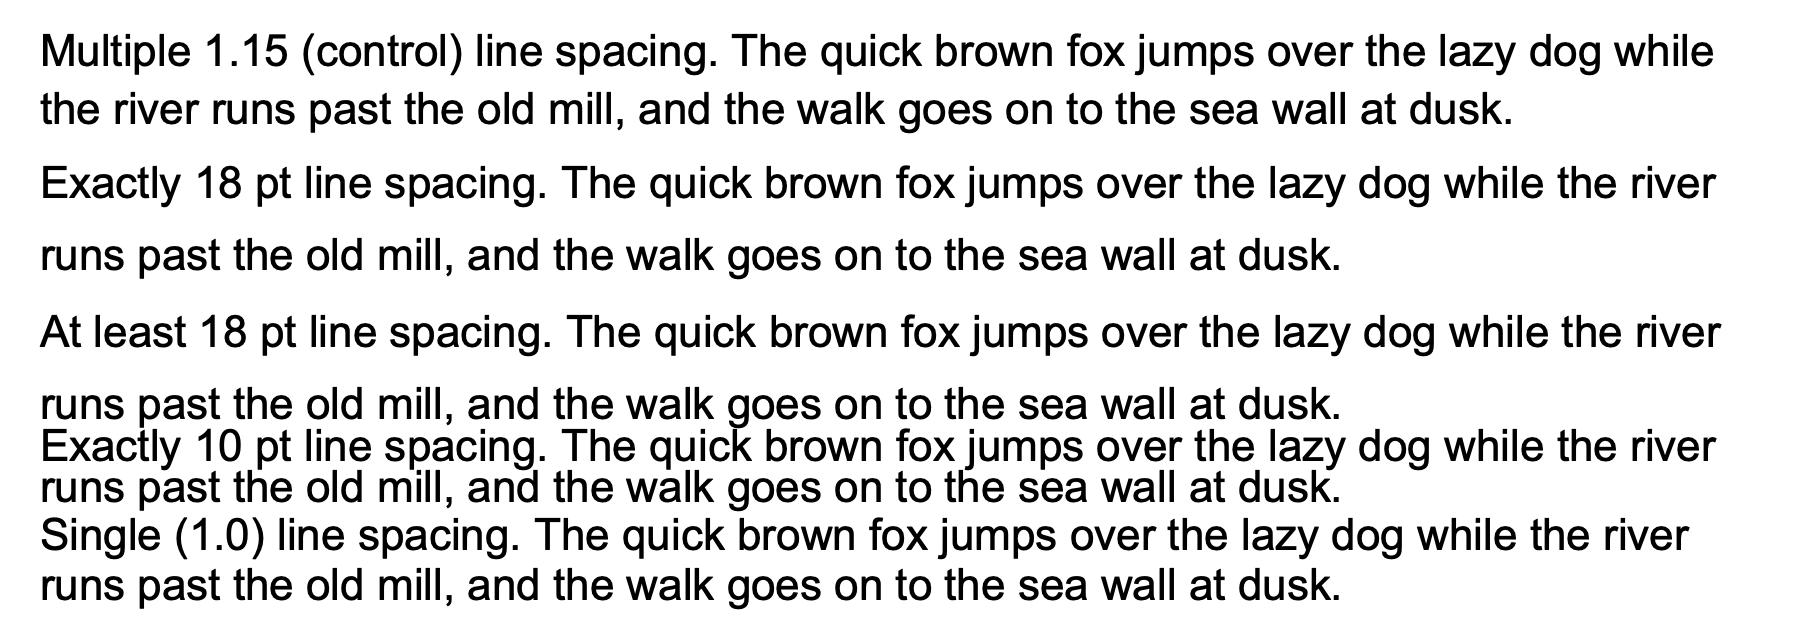 Multiple 1.15 (control) line spacing. The quick brown fox jumps over the lazy dog while
the river runs past the old mill, and the walk goes on to the sea wall at dusk.
Exactly 18 pt line spacing. The quick brown fox jumps over the lazy dog while the river
runs past the old mill, and the walk goes on to the sea wall at dusk.
At least 18 pt line spacing. The quick brown fox jumps over the lazy dog while the river
runs past the old mill, and the walk goes on to the sea wall at dusk.
Exactly 10 pt line spacing. The quick brown fox jumps over the lazy dog while the river
runs past the old mill, and the walk goes on to the sea wall at dusk.
Single (1.0) line spacing. The quick brown fox jumps over the lazy dog while the river
runs past the old mill, and the walk goes on to the sea wall at dusk.